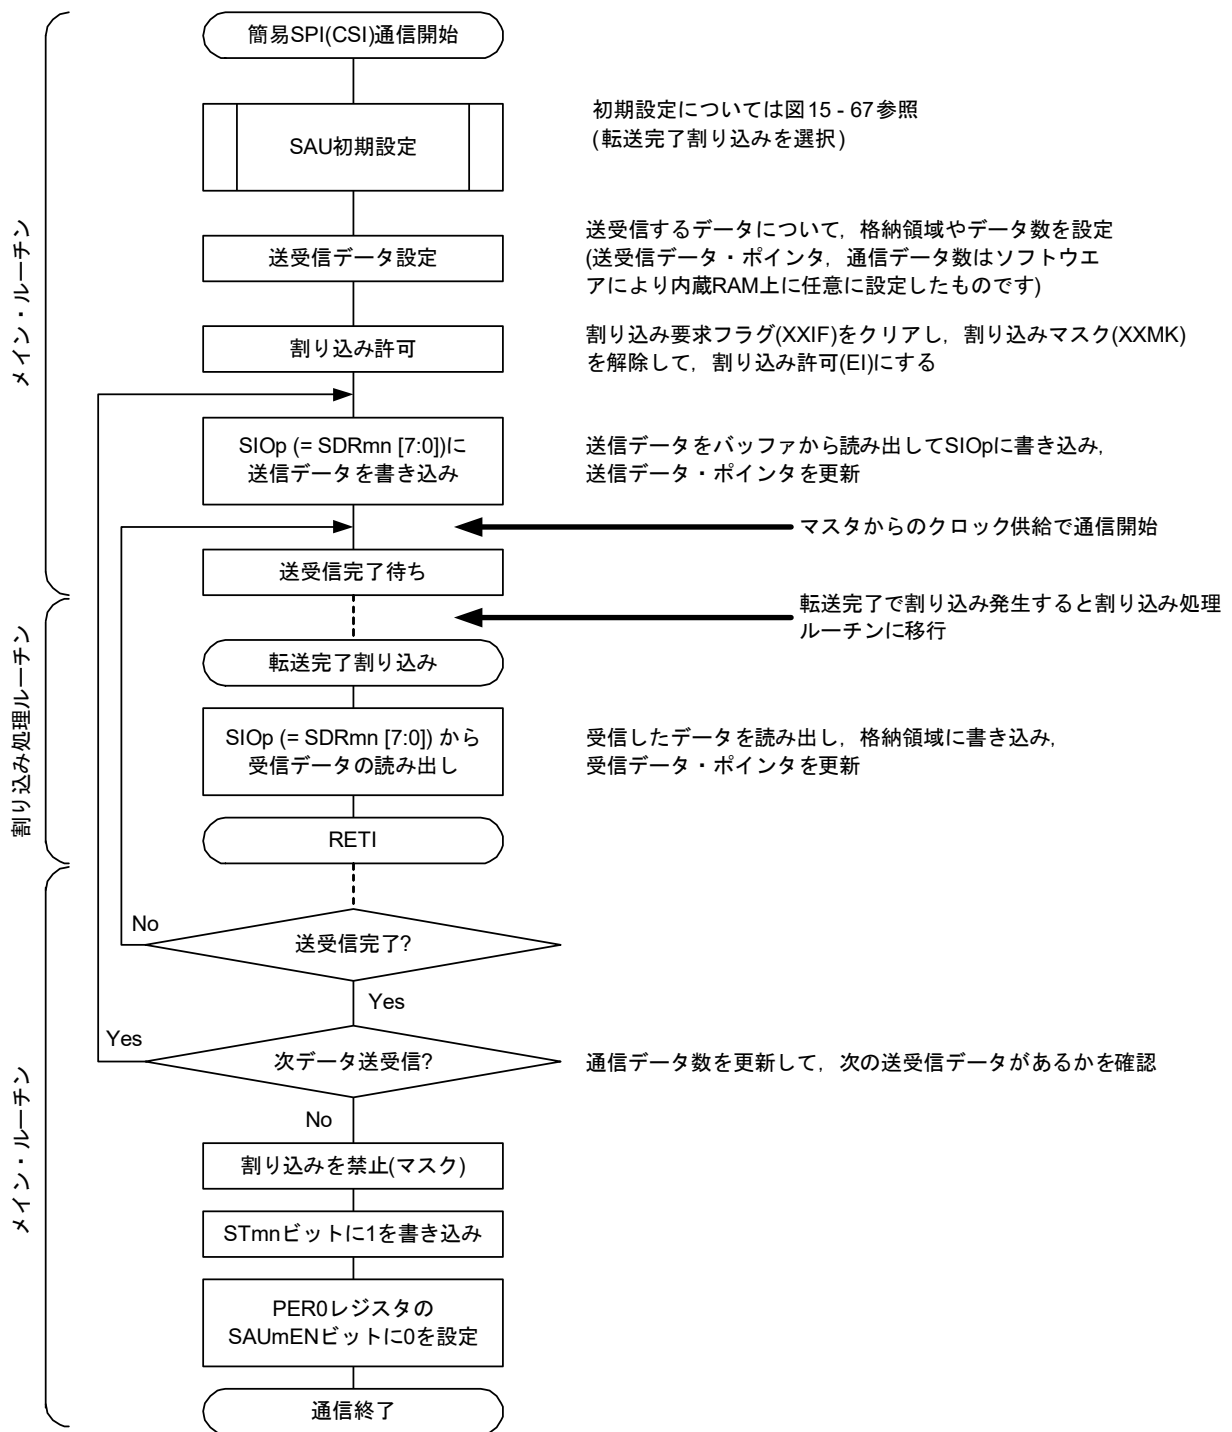 簡易SPI(CSI)通信開始
SAU初期設定
初期設定については図15 - 67参照
(転送完了割り込みを選択)
送受信データ設定
送受信するデータについて，格納領域やデータ数を設定
(送受信データ・ポインタ，通信データ数はソフトウエ
アにより内蔵RAM上に任意に設定したものです)
割り込み許可
割り込み要求フラグ(XXIF)をクリアし，割り込みマスク(XXMK)
を解除して，割り込み許可(EI)にする
メイン・ルーチン
SIOp (= SDRmn [7:0])に
送信データを書き込み
送信データをバッファから読み出してSIOpに書き込み，
送信データ・ポインタを更新
マスタからのクロック供給で通信開始
送受信完了待ち
転送完了で割り込み発生すると割り込み処理
ルーチンに移行
転送完了割り込み
割り込み処理ルーチン
SIOp (= SDRmn [7:0]) から
受信データの読み出し
受信したデータを読み出し，格納領域に書き込み，
受信データ・ポインタを更新
RETI
No
送受信完了?
Yes
Yes
次データ送受信?
通信データ数を更新して，次の送受信データがあるかを確認
No
メイン・ルーチン
割り込みを禁止(マスク)
STmnビットに1を書き込み
PER0レジスタの
SAUmENビットに0を設定
通信終了